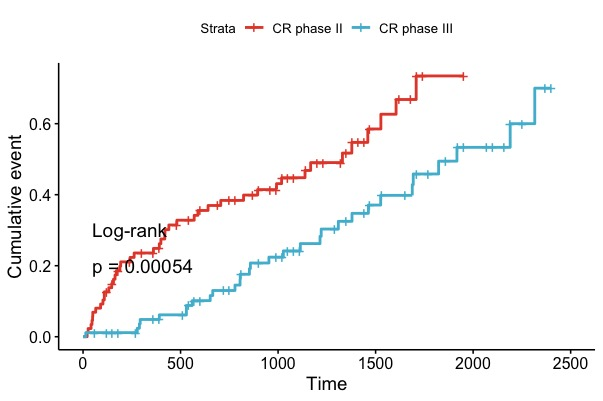 Strata CR phase II CR phase III
Cumulative event
0.6
0.4
0.2
0.0
Log-rank
p = 0.00054
0 500 1000 1500 2000 2500
Time